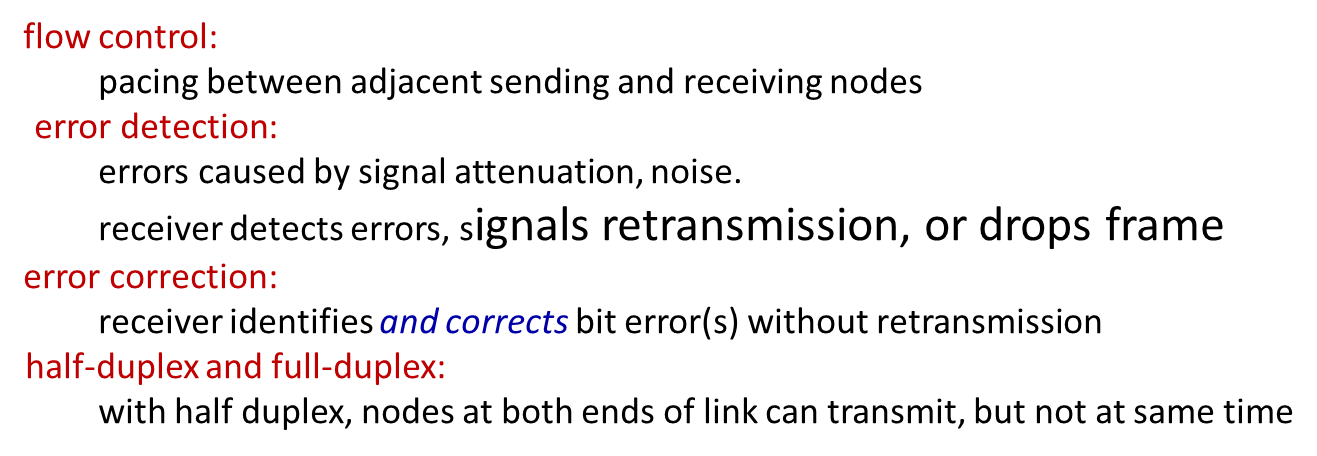 flow control:
pacing between adjacent sending and receiving nodes
error detection:
errors caused by signal attenuation, noise.
receiver detects errors, signals retransmission, or drops frame
error correction:
receiver identifies and corrects bit error(s) without retransmission
half-duplex and full-duplex:
with half duplex, nodes at both ends of link can transmit, but not at same time